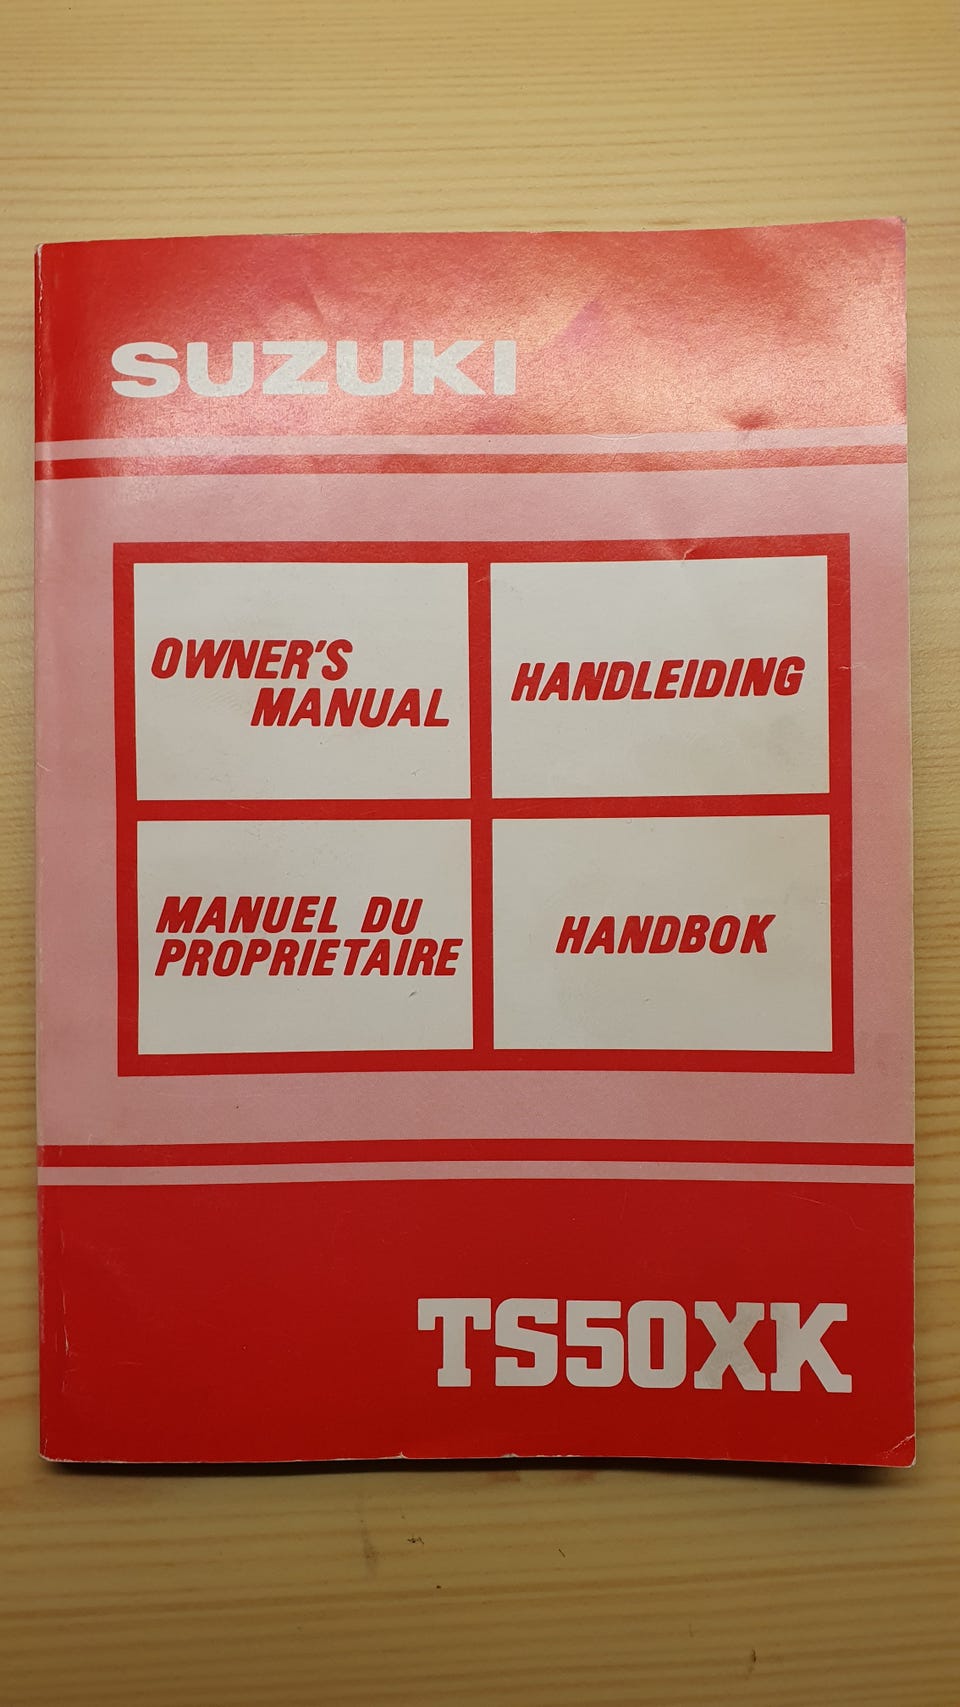 SUZUKI
OWNER'S
MANUAL
HANDLEIDING
MANUEL DU
PROPRIETAIRE
HANDBOK
TS50XK